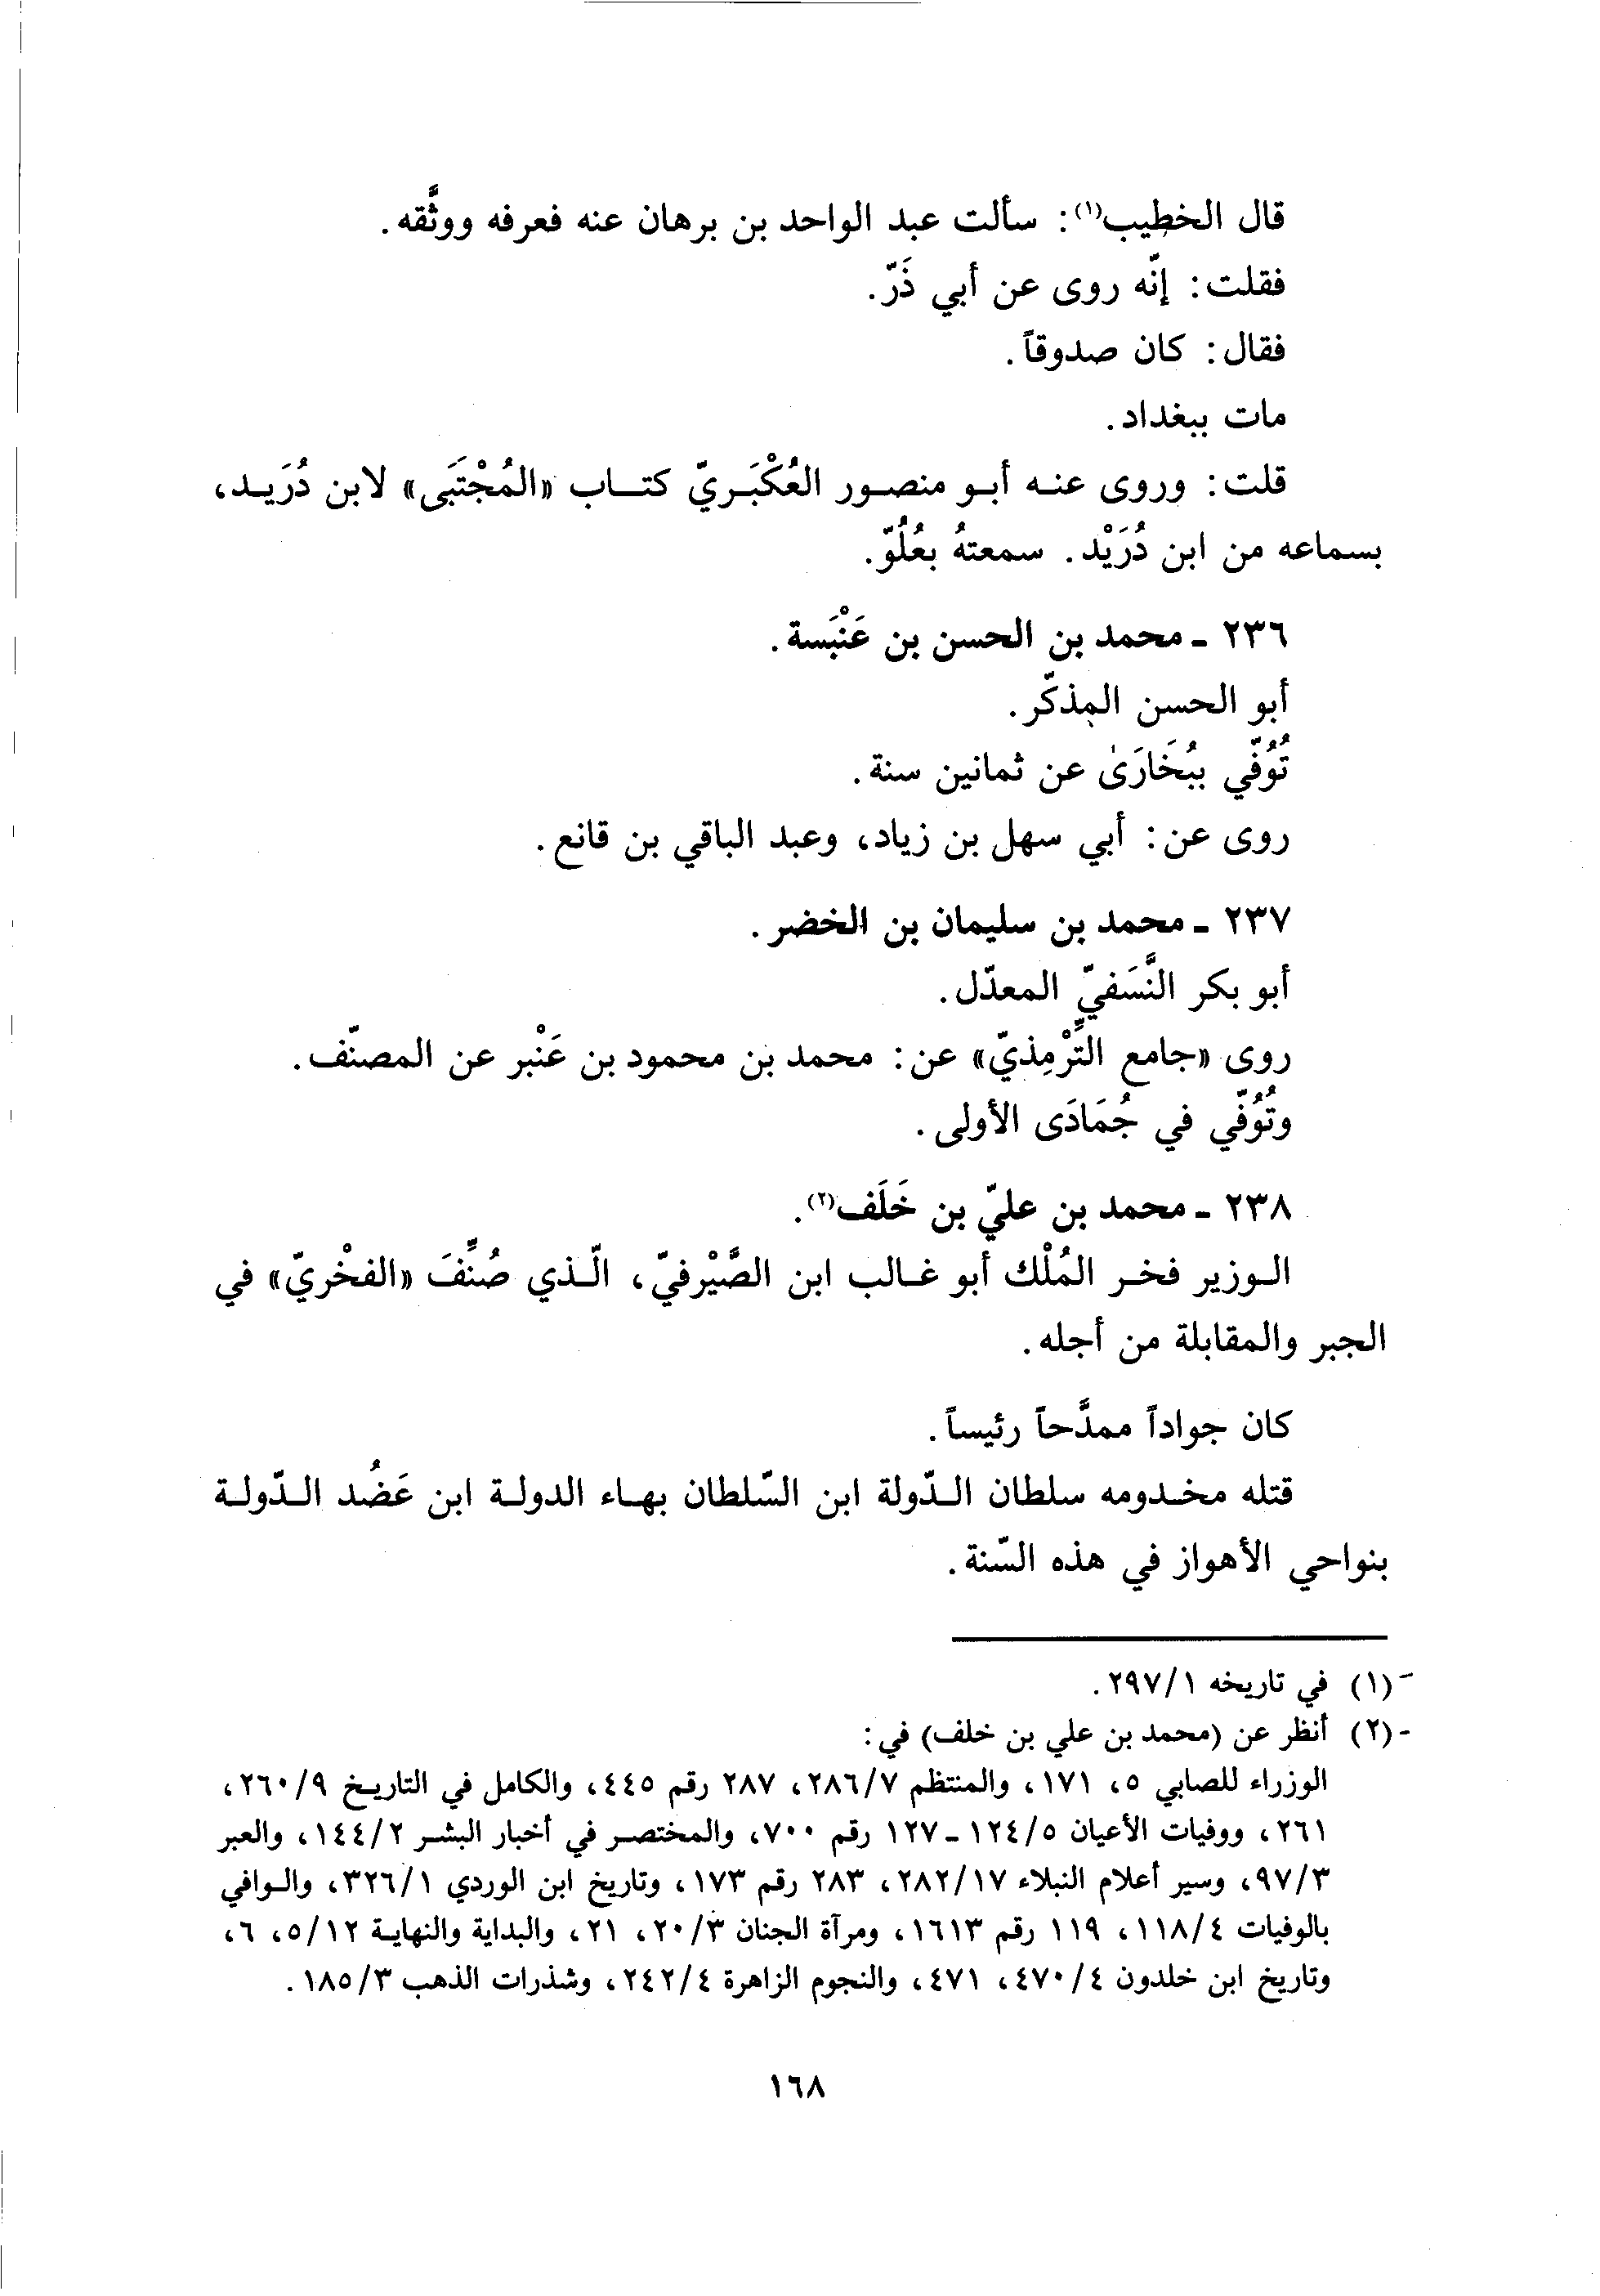 قال الخطيب(١): سألت عبد الواحد بن برهان عنه فعرفه ووثَّقه.
فقلت: إنّه روى عن أبي ذَرّ.
فقال: كان صدوقاً.
مات ببغداد.
قلت: وروى عنه أبو منصور العُكْبَريّ كتاب «المُجْتَبَى» لابن دُرَيد،
بسماعه من ابن دُرَيْد. سمعتهُ بعُلُوّ.
٢٣٦ - محمد بن الحسن بن عَنْبَسة.
أبو الحسن المذكّر.
تُوُفّي ببُخَارَىٰ عن ثمانين سنة.
روى عن: أبي سهل بن زياد، وعبد الباقي بن قانع.
٢٣٧ - محمد بن سليمان بن الخضر.
أبو بكر النَّسَفيّ المعدّل.
روى «جامع التِّرْمِذيّ» عن: محمد بن محمود بن عَنْبر عن المصنّف.
وتُوُفّي في جُمَادَى الأولى.
٢٣٨ - محمد بن عليّ بن خَلَف(٢).
الوزير فخر المُلْك أبو غالب ابن الصَّيْرفيّ، الّذي صُنِّفَ «الفخْريّ» في
الجبر والمقابلة من أجله.
كان جواداً ممدَّحاً رئيساً.
قتله مخدومه سلطان الدّولة ابن السّلطان بهاء الدولة ابن عَضُد الدّولة
بنواحي الأهواز في هذه السّنة.
(١) في تاريخه ٢٩٧/١.
(٢) أنظر عن (محمد بن علي بن خلف) في:
الوزراء للصابي ٥، ١٧١، والمنتظم ٢٨٦/٧، ٢٨٧ رقم ٤٤٥، والكامل في التاريخ ٢٦٠/٩،
٢٦١، ووفيات الأعيان ١٢٤/٥ - ١٢٧ رقم ٧٠٠، والمختصر في أخبار البشر ١٤٤/٢، والعبر
٩٧/٣، وسير أعلام النبلاء ٢٨٢/١٧، ٢٨٣ رقم ١٧٣، وتاريخ ابن الوردي ٣٢٦/١، والوافي
بالوفيات ١١٨/٤، ١١٩ رقم ١٦١٣، ومرآة الجنان ٢٠/٣، ٢١، والبداية والنهاية ٥/١٢، ٦،
وتاريخ ابن خلدون ٤٧٠/٤، ٤٧١، والنجوم الزاهرة ٢٤٢/٤، وشذرات الذهب ١٨٥/٣.
١٦٨